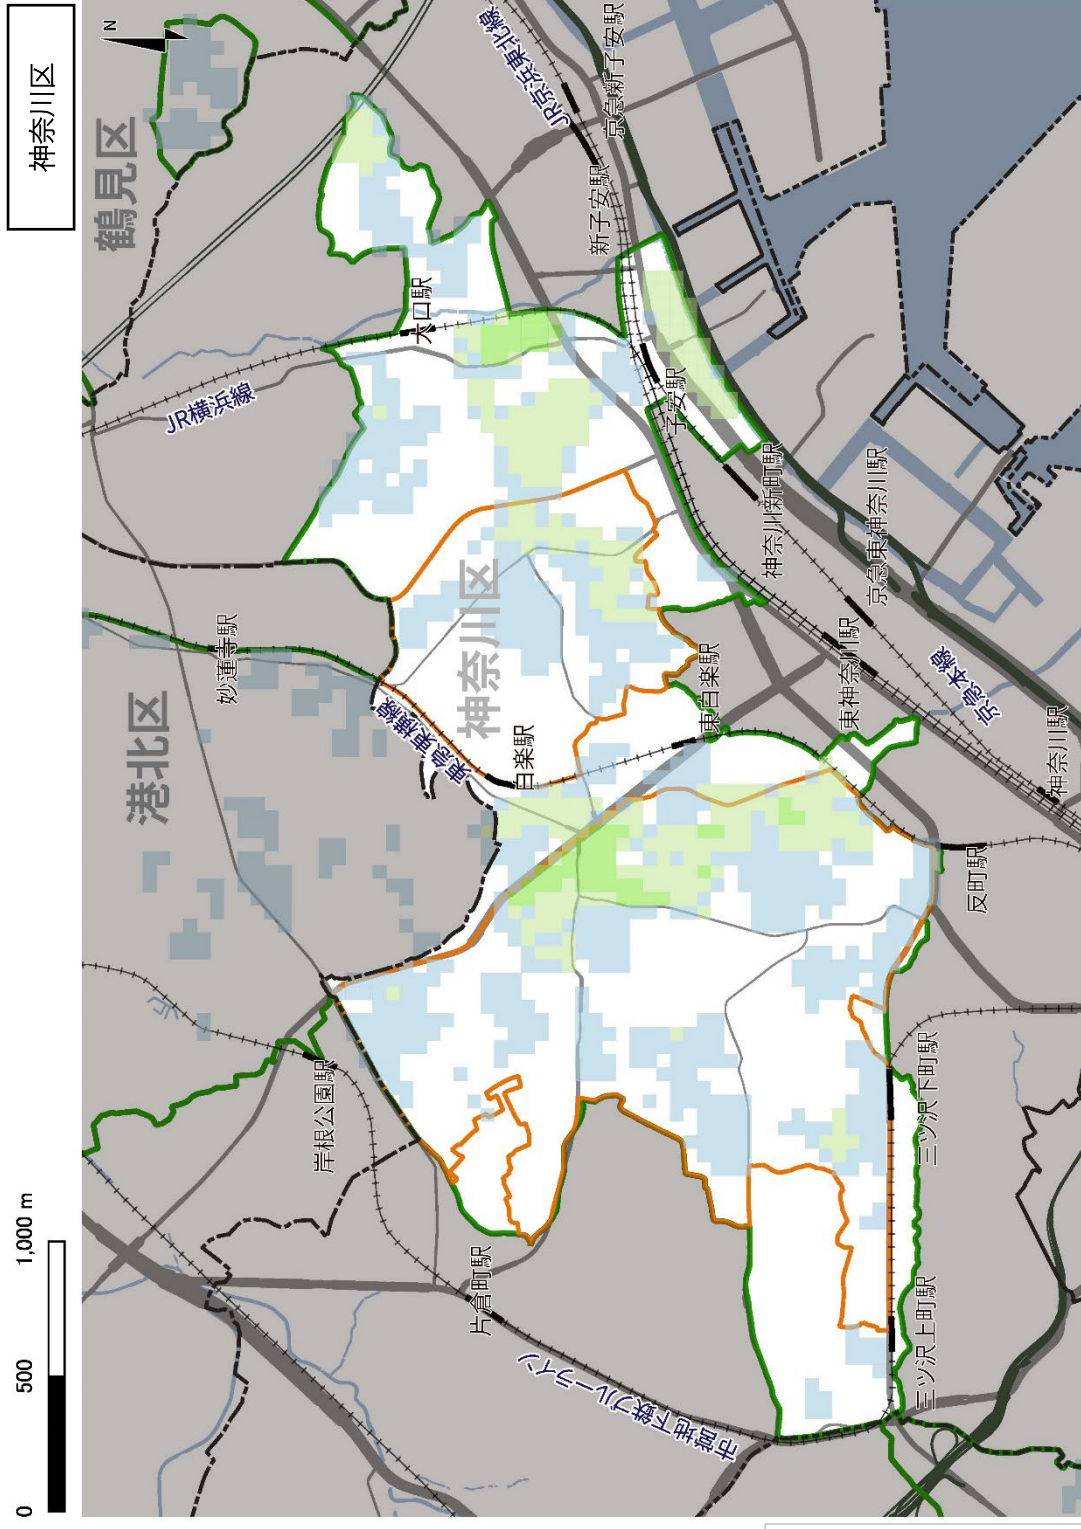 神奈川区
N
鶴見区
港北区
神奈川区
JR京浜東北線
京急新子安駅
新子安駅
大口駅
JR横浜線
子安駅
神奈川新町駅
京急東神奈川駅
妙蓮寺駅
東急東横線
白楽駅
東白楽駅
東神奈川駅
京急本線
神奈川駅
反町駅
岸根公園駅
片倉町駅
三ツ沢下町駅
三ツ沢上町駅
市営地下鉄ブルーライン
0 500 1,000 m